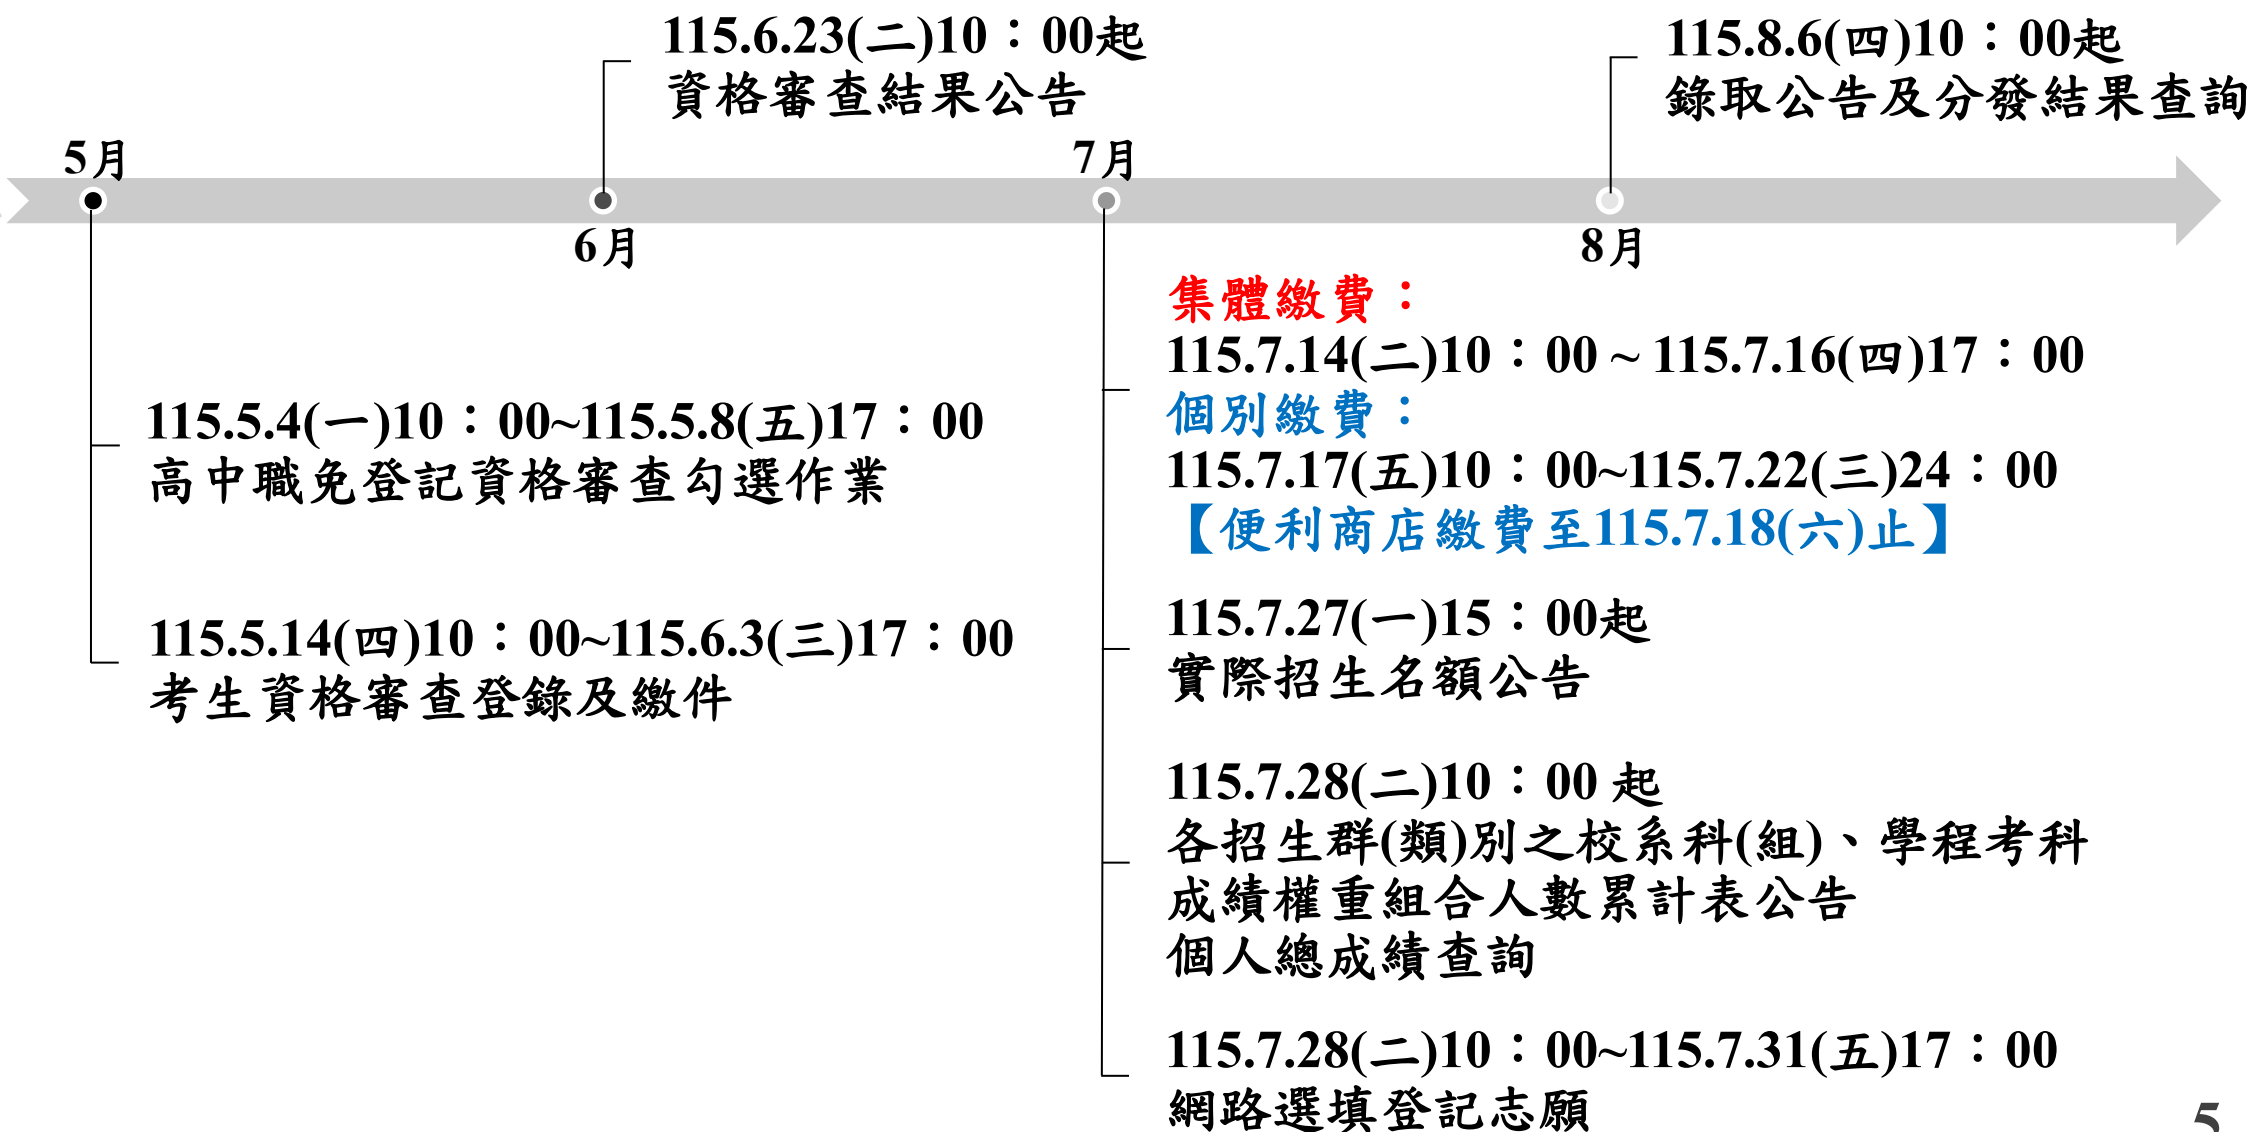 115.6.23(二)10：00起
資格審查結果公告
115.8.6(四)10：00起
錄取公告及分發結果查詢
5月
7月
6月
8月
115.5.4(一)10：00~115.5.8(五)17：00
高中職免登記資格審查勾選作業
115.5.14(四)10：00~115.6.3(三)17：00
考生資格審查登錄及繳件
集體繳費：
115.7.14(二)10：00 ~ 115.7.16(四)17：00
個別繳費：
115.7.17(五)10：00~115.7.22(三)24：00
【便利商店繳費至115.7.18(六)止】
115.7.27(一)15：00起
實際招生名額公告
115.7.28(二)10：00 起
各招生群(類)別之校系科(組)、學程考科
成績權重組合人數累計表公告
個人總成績查詢
115.7.28(二)10：00~115.7.31(五)17：00
網路選填登記志願
5